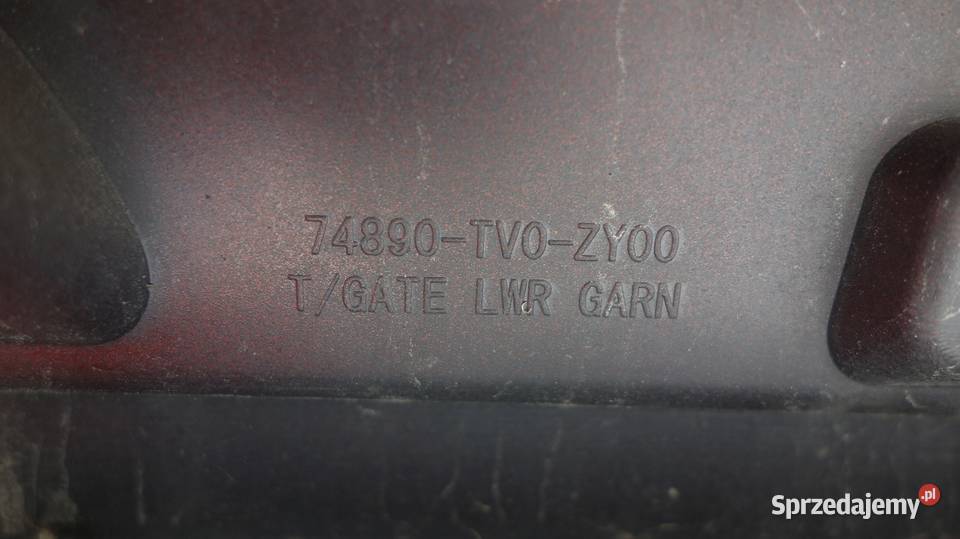 74890-TV0-ZY00
T/GATE LWR GARN
Sprzedajemy.pl